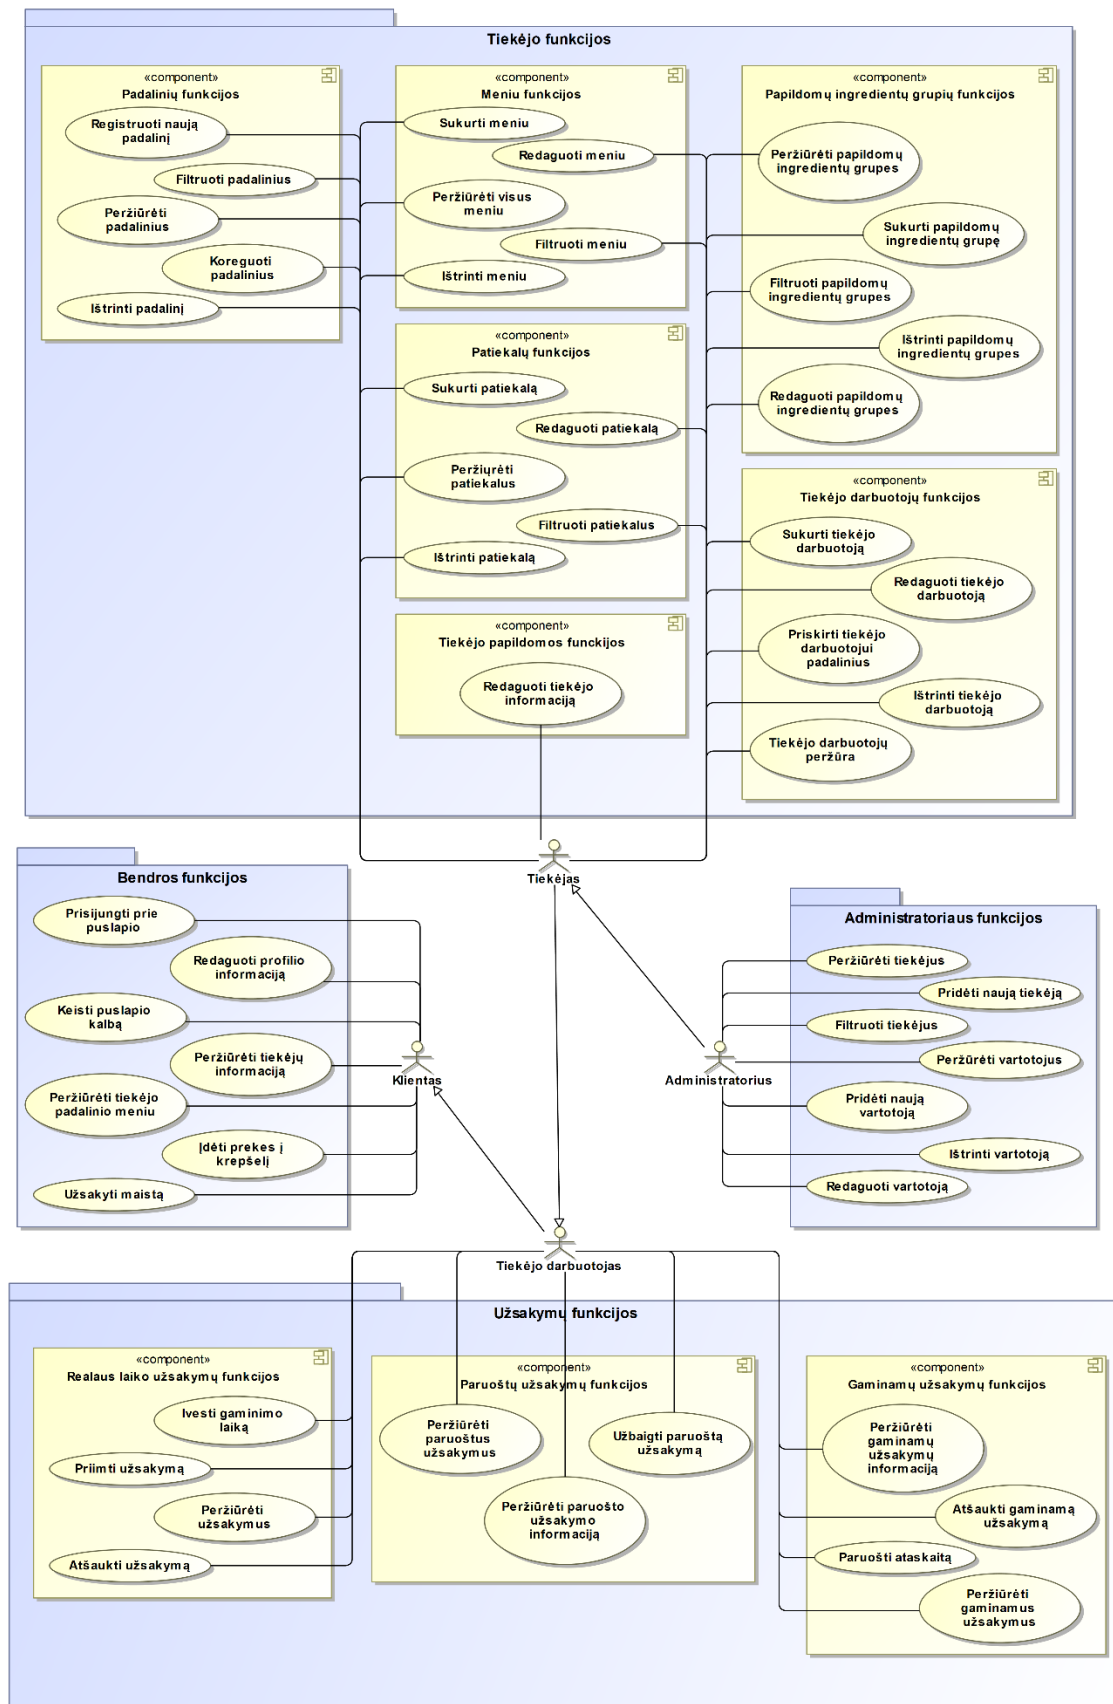 Tiekėjo funkcijos
«component»
Padalinių funkcijos
Registruoti naują
padalinį
Filtruoti padalinius
Peržiūrėti
padalinius
Koreguoti
padalinius
Ištrinti padalinį
«component»
Meniu funkcijos
Sukurti meniu
Redaguoti meniu
Peržiūrėti visus
meniu
Filtruoti meniu
Ištrinti meniu
«component»
Papildomų ingredientų grupių funkcijos
Peržiūrėti papildomų
ingredientų grupes
Sukurti papildomų
ingredientų grupę
Filtruoti papildomų
ingredientų grupes
Ištrinti papildomų
ingredientų grupes
Redaguoti papildomų
ingredientų grupes
«component»
Patiekalų funkcijos
Sukurti patiekalą
Redaguoti patiekalą
Peržiųrėti
patiekalus
Filtruoti patiekalus
Ištrinti patiekalą
«component»
Tiekėjo darbuotojų funkcijos
Sukurti tiekėjo
darbuotoją
Redaguoti tiekėjo
darbuotoją
Priskirti tiekėjo
darbuotojui
padalinius
Ištrinti tiekėjo
darbuotoją
Tiekėjo darbuotojų
peržūra
«component»
Tiekėjo papildomos funckijos
Redaguoti tiekėjo
informaciją
Tiekėjas
Bendros funkcijos
Prisijungti prie
puslapio
Redaguoti profilio
informaciją
Keisti puslapio
kalbą
Peržiūrėti tiekėjų
informaciją
Peržiūrėti tiekėjo
padalinio meniu
Įdėti prekes į
krepšelį
Užsakyti maistą
Klientas
Administratorius
Administratoriaus funkcijos
Peržiūrėti tiekėjus
Pridėti naują tiekėją
Filtruoti tiekėjus
Peržūrėti vartotojus
Pridėti naują
vartotoją
Ištrinti vartotoją
Redaguoti vartotoją
Tiekėjo darbuotojas
Užsakymų funkcijos
«component»
Realaus laiko užsakymų funkcijos
Ivesti gaminimo
laiką
Priimti užsakymą
Peržiūrėti
užsakymus
Atšaukti užsakymą
«component»
Paruoštų užsakymų funkcijos
Peržiūrėti
paruoštus
užsakymus
Užbaigti paruoštą
užsakymą
Peržiūrėti paruošto
užsakymo
informaciją
«component»
Gaminamų užsakymų funkcijos
Peržiūrėti
gaminamų
užsakymų
informaciją
Atšaukti gaminamą
užsakymą
Paruošti ataskaitą
Peržiūrėti
gaminamus
užsakymus